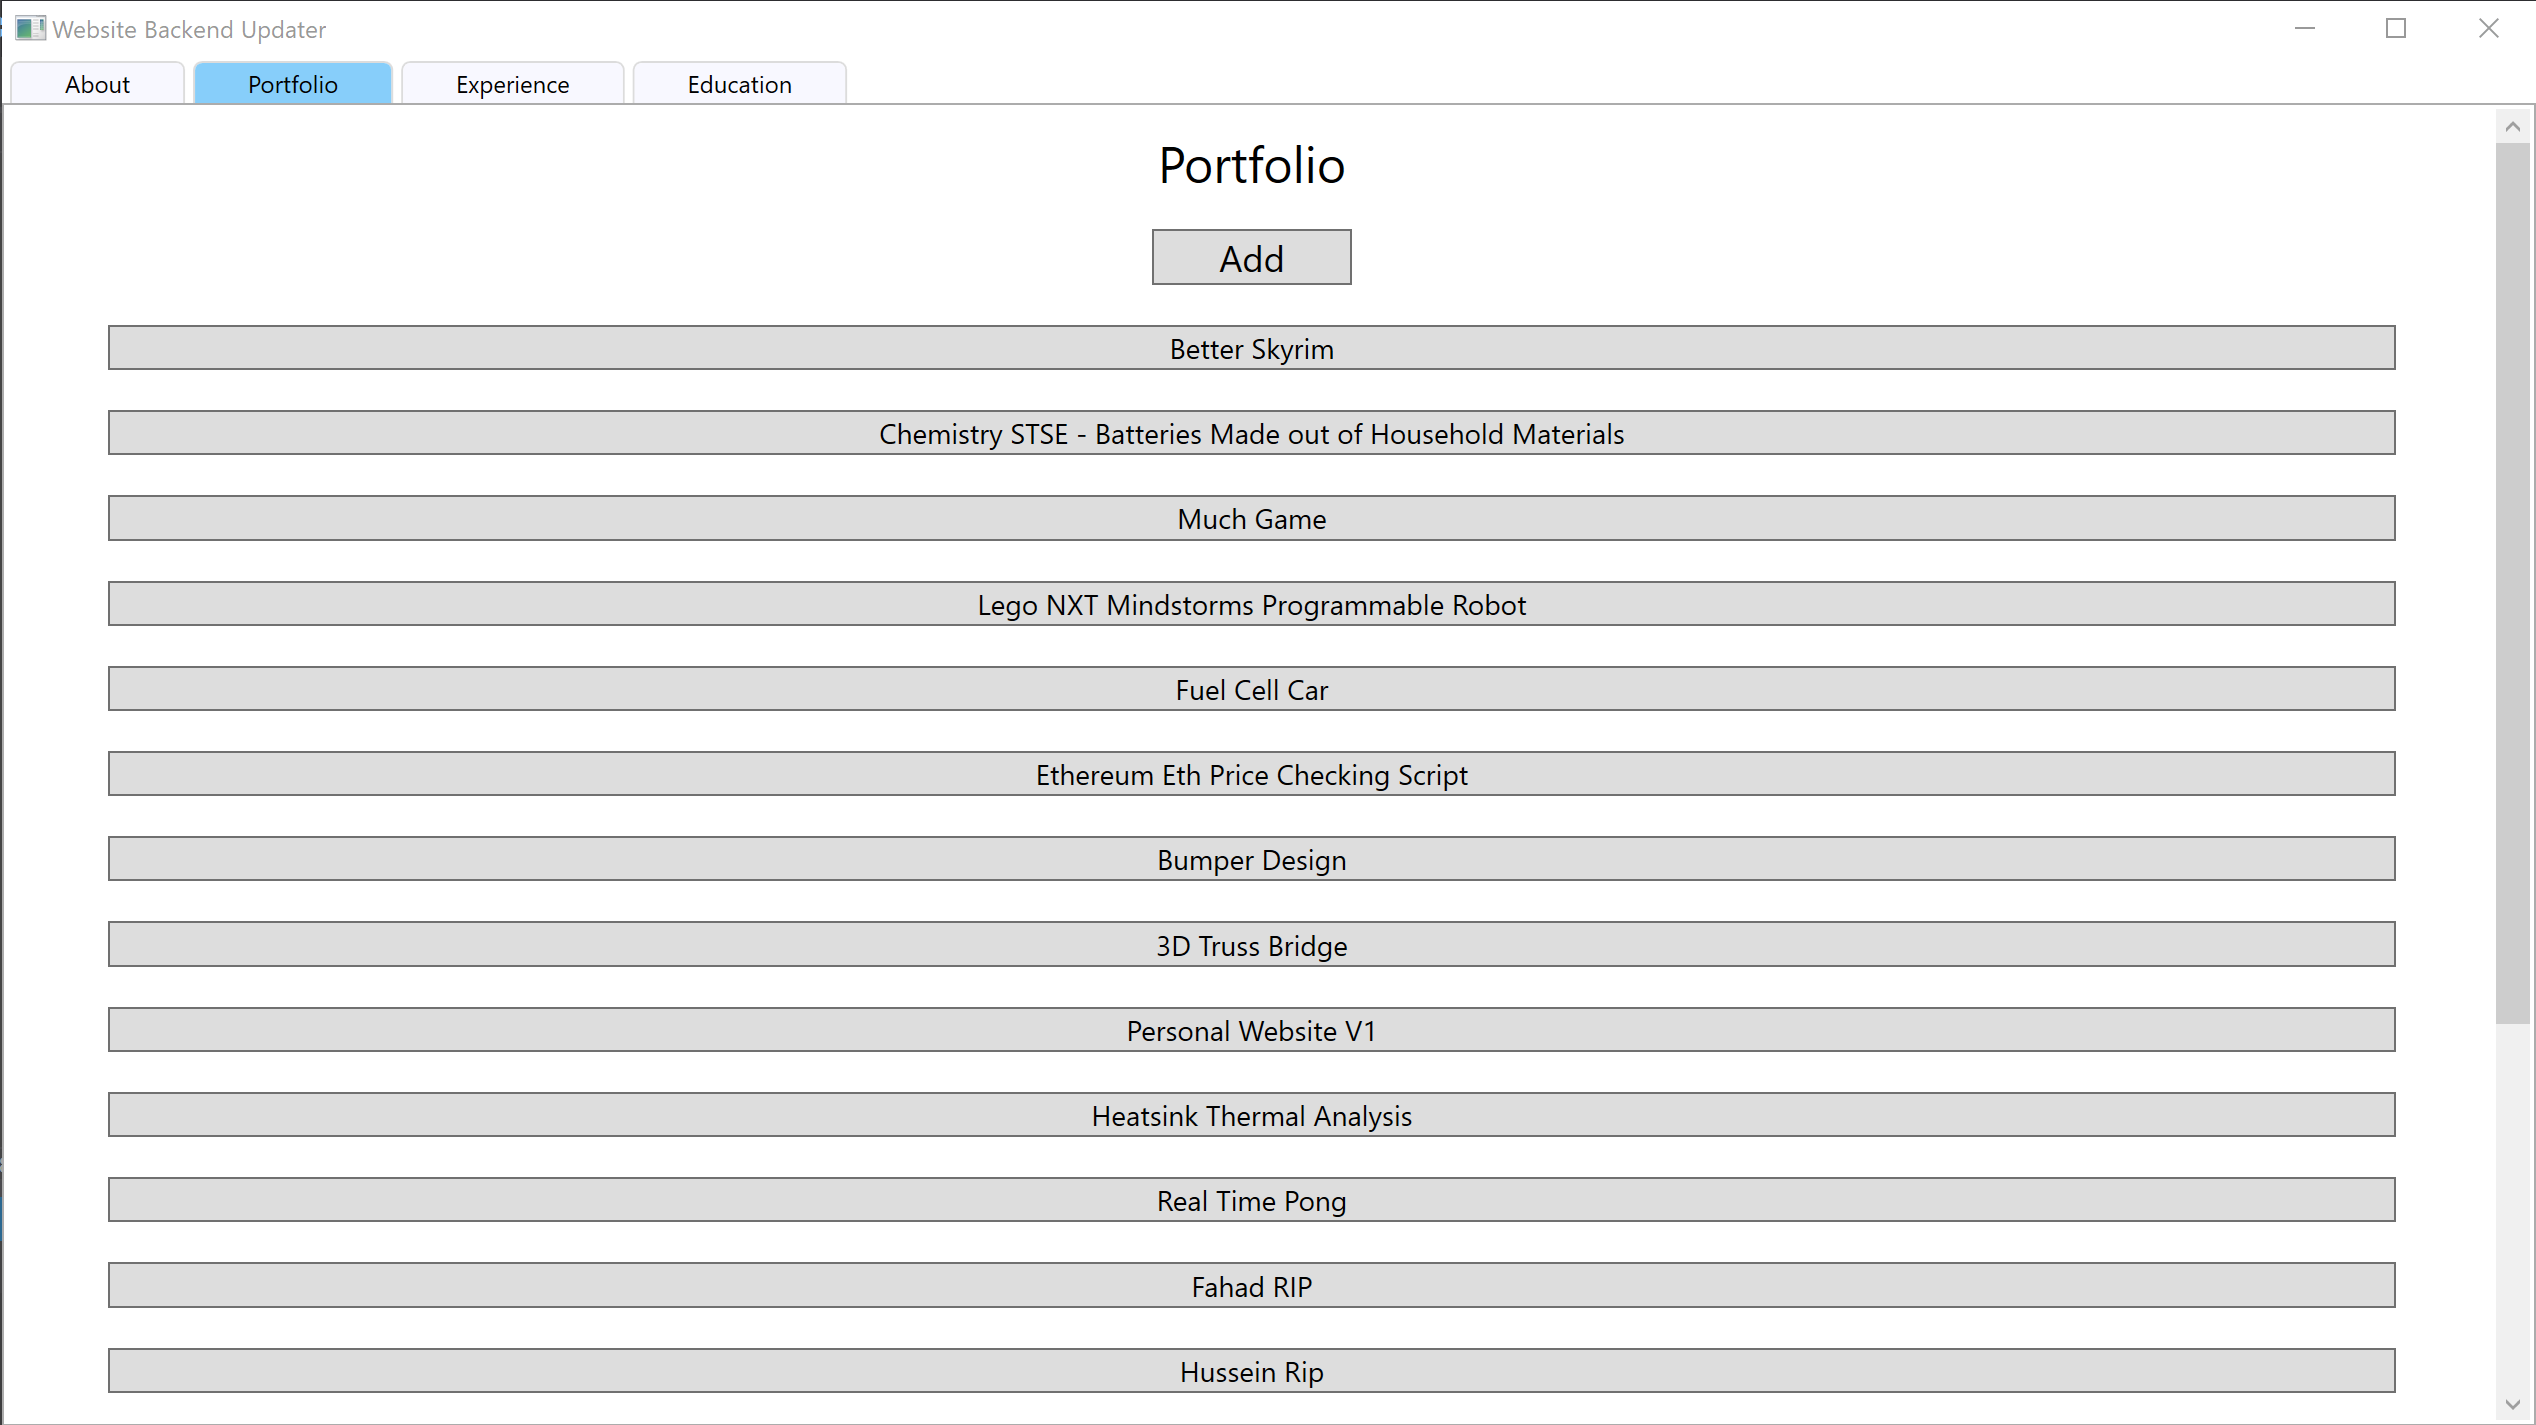 Website Backend Updater
About Portfolio Experience Education
Portfolio
Add
Better Skyrim
Chemistry STSE - Batteries Made out of Household Materials
Much Game
Lego NXT Mindstorms Programmable Robot
Fuel Cell Car
Ethereum Eth Price Checking Script
Bumper Design
3D Truss Bridge
Personal Website V1
Heatsink Thermal Analysis
Real Time Pong
Fahad RIP
Hussein Rip